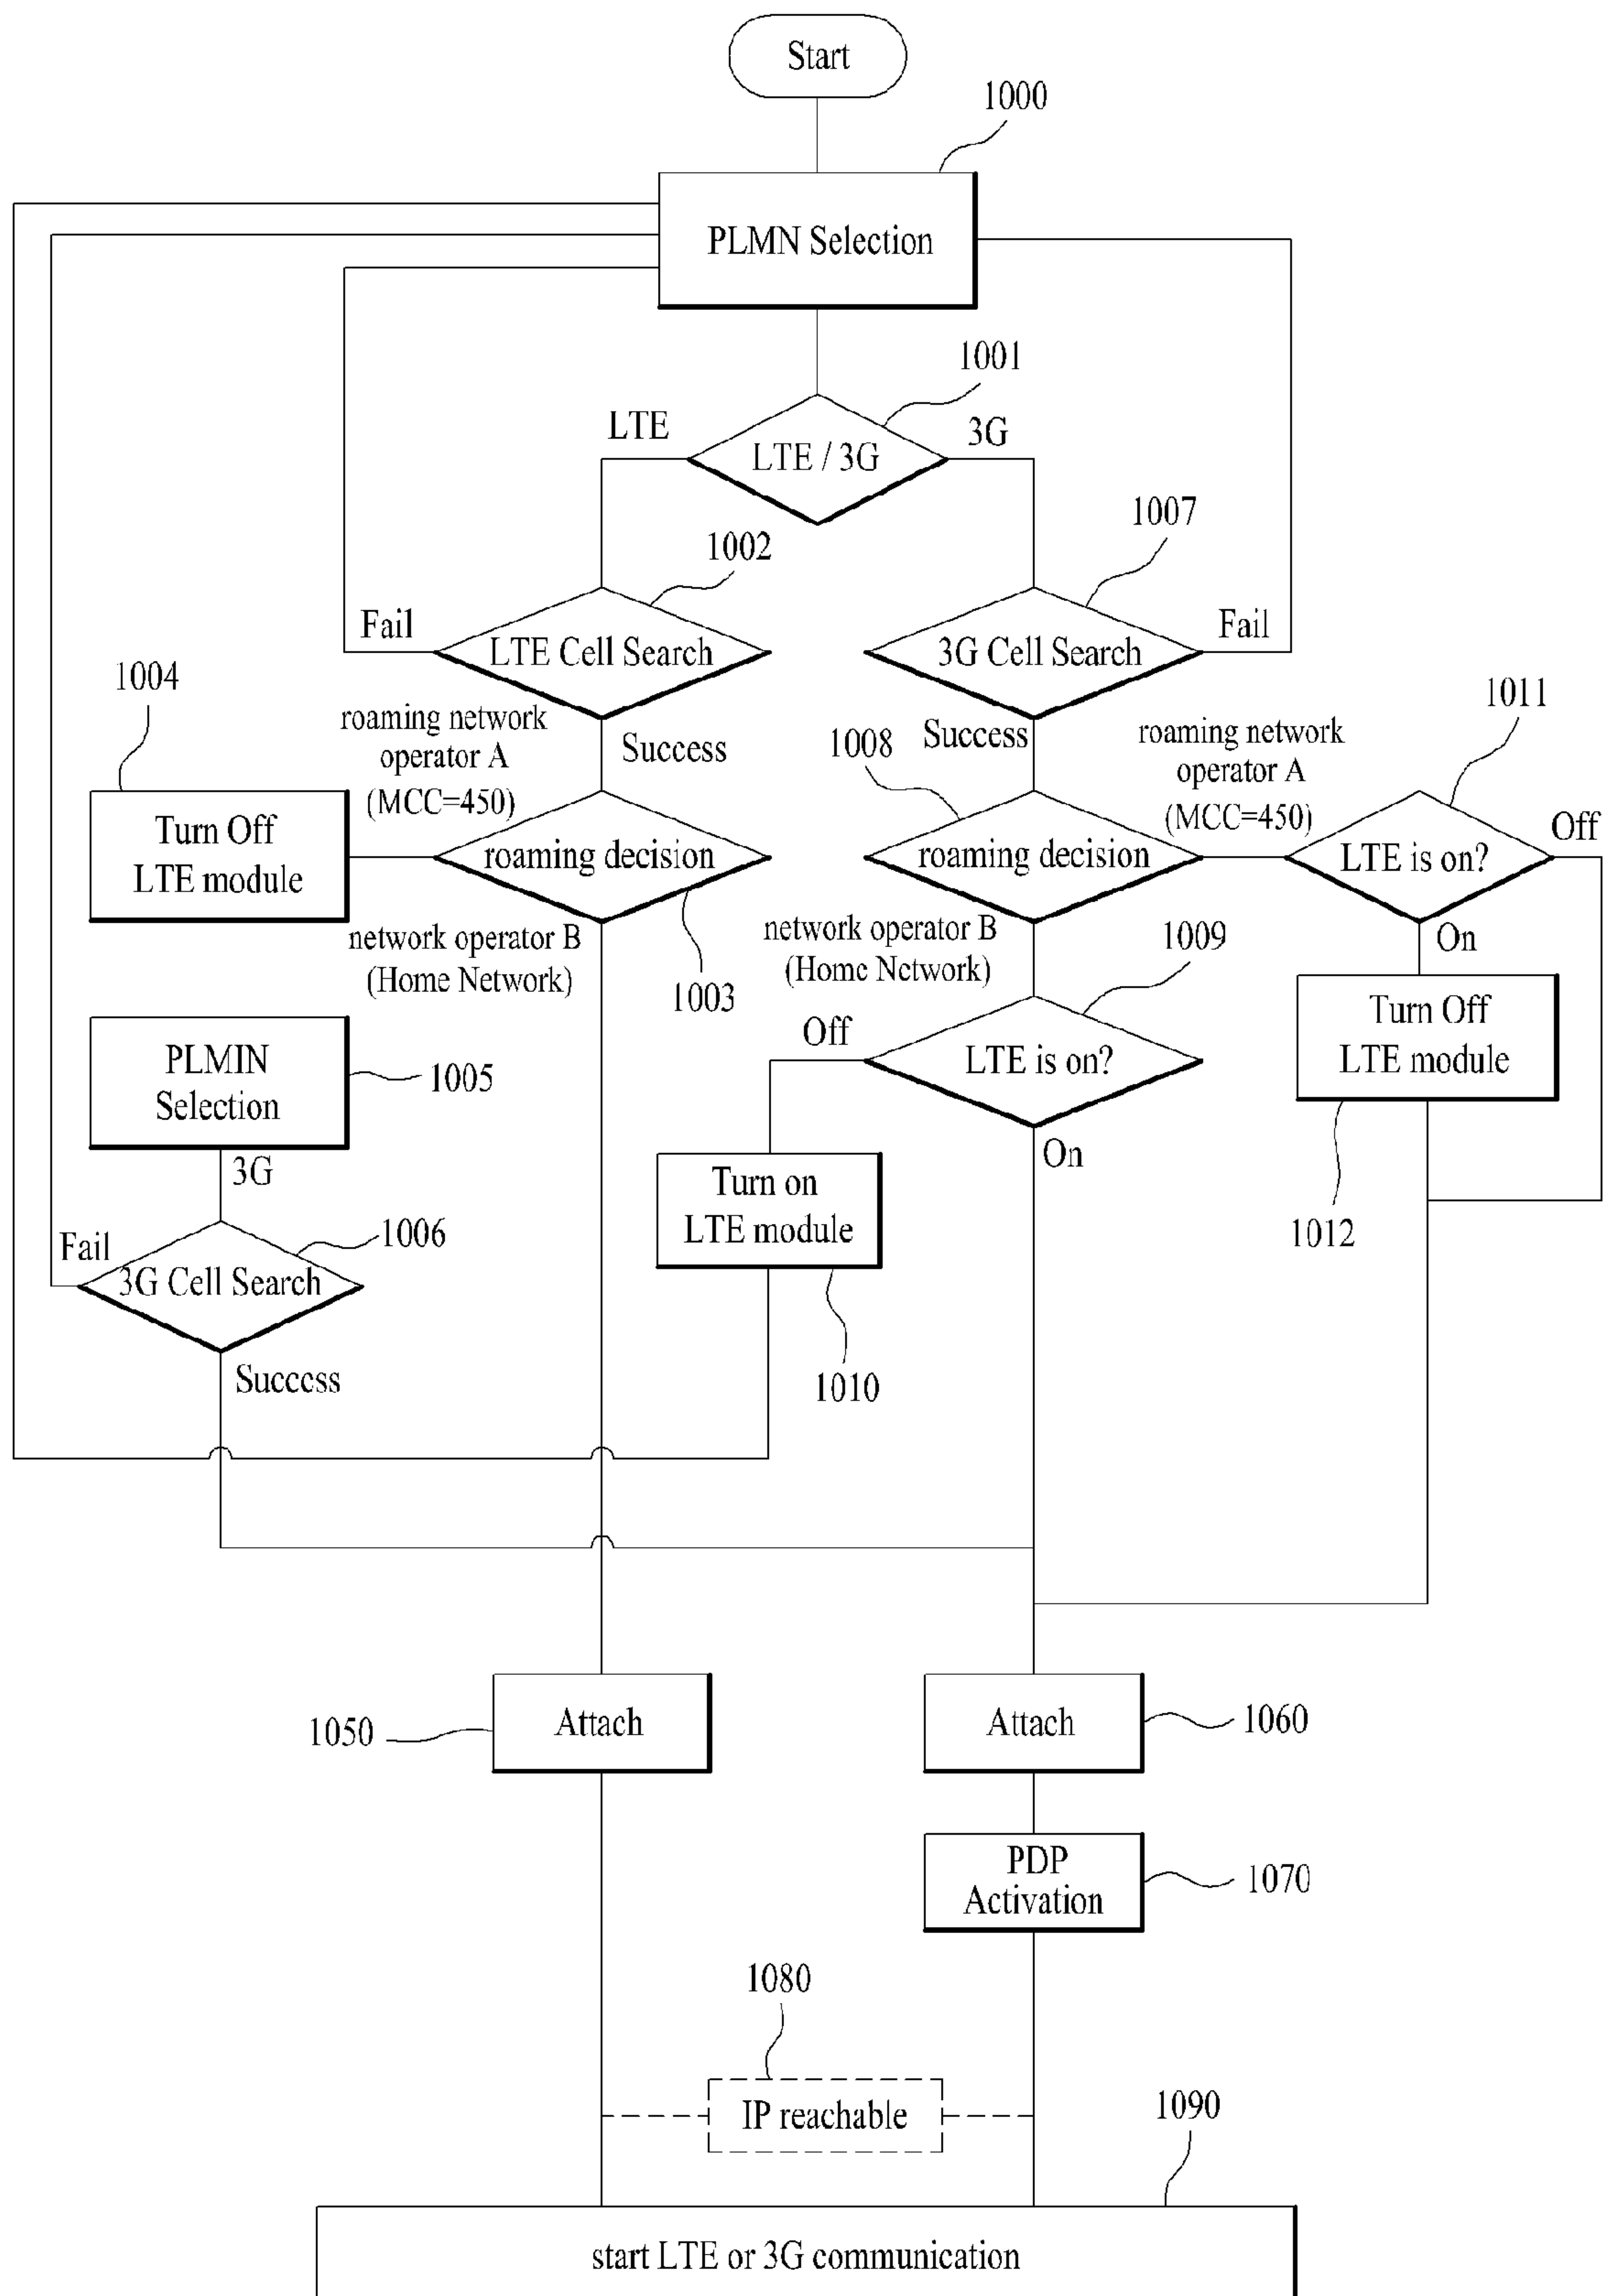 Start
1000
PLMN Selection
1001
LTE
LTE / 3G
3G
1007
1002
Fail
LTE Cell Search
3G Cell Search
Fail
1004
1011
roaming network
operator A
(MCC=450)
Success
1008
Success
roaming network
operator A
(MCC=450)
Off
Turn Off
LTE module
roaming decision
roaming decision
LTE is on?
network operator B
(Home Network)
1003
network operator B
(Home Network)
1009
On
Turn Off
LTE module
Off
LTE is on?
PLMIN
Selection
1005
On
3G
Turn on
LTE module
1012
1006
Fail
3G Cell Search
Success
1010
1050
Attach
Attach
1060
PDP
Activation
1070
1080
IP reachable
1090
start LTE or 3G communication